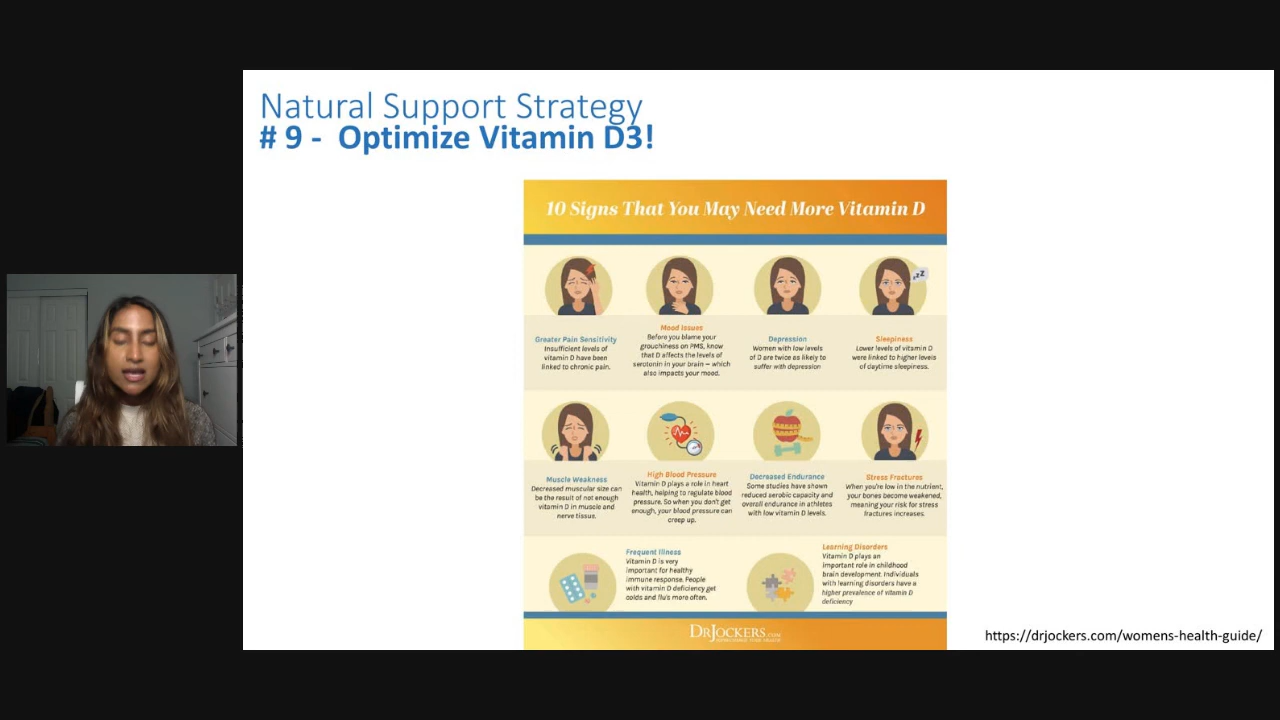 Natural Support Strategy
# 9 - Optimize Vitamin D3!
10 Signs That You May Need More Vitamin D
zzZ
Greater Pain Sensitivity
Insufficient levels of
vitamin D have been
linked to chronic pain.
Mood Issues
Before you blame your
grouchiness on PMS, know
that D affects the levels of
serotonin in your brain — which
also impacts your mood.
Depression
Women with low levels
of D are twice as likely to
suffer with depression
Sleepiness
Lower levels of vitamin D
were linked to higher levels
of daytime sleepiness.
Muscle Weakness
Decreased muscular size can
be the result of not enough
vitamin D in muscle and
nerve tissue.
High Blood Pressure
Vitamin D plays a role in heart
health, helping to regulate blood
pressure. So when you don't get
enough, your blood pressure can
creep up.
Decreased Endurance
Some studies have shown
reduced aerobic capacity and
overall endurance in athletes
with low vitamin D levels.
Stress Fractures
When you're low in the nutrient,
your bones become weakened,
meaning your risk for stress
fractures increases.
Frequent Illness
Vitamin D is very
important for healthy
immune response. People
with vitamin D deficiency get
colds and flu's more often.
Learning Disorders
Vitamin D plays an
important role in childhood
brain development. Individuals
with learning disorders have a
higher prevalence of vitamin D
deficiency
DRJOCKERS.COM
https://drjockers.com/womens-health-guide/